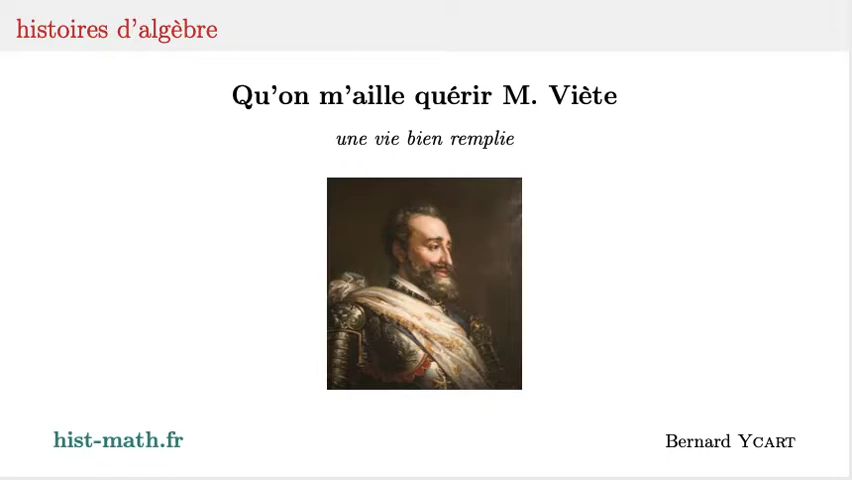 histoires d'algèbre
Qu'on m'aille quérir M. Viète
une vie bien remplie
hist-math.fr
Bernard YCART